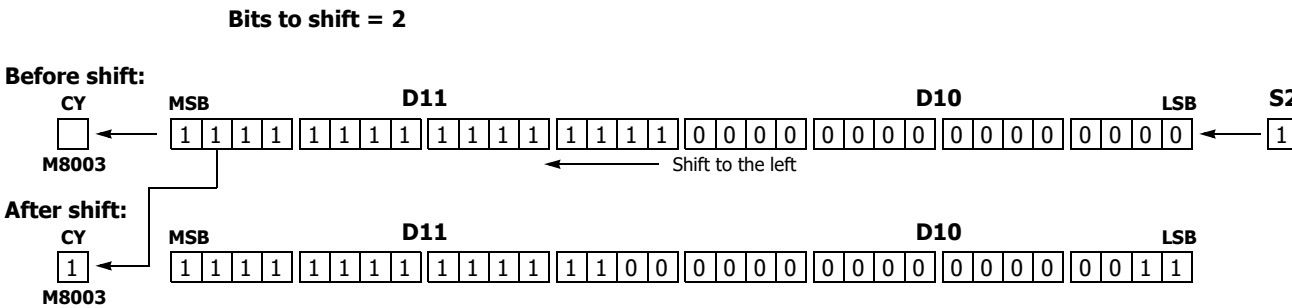 Bits to shift = 2
Before shift:
CY MSB D11 D10 LSB S2
1 1 1 1 1 1 1 1 1 1 1 1 1 1 1 1 0 0 0 0 0 0 0 0 0 0 0 0 0 0 0 0 1
M8003 Shift to the left
After shift:
CY MSB D11 D10 LSB
1 1 1 1 1 1 1 1 1 1 1 1 1 1 1 0 0 0 0 0 0 0 0 0 0 0 0 0 0 0 0 1 1
M8003